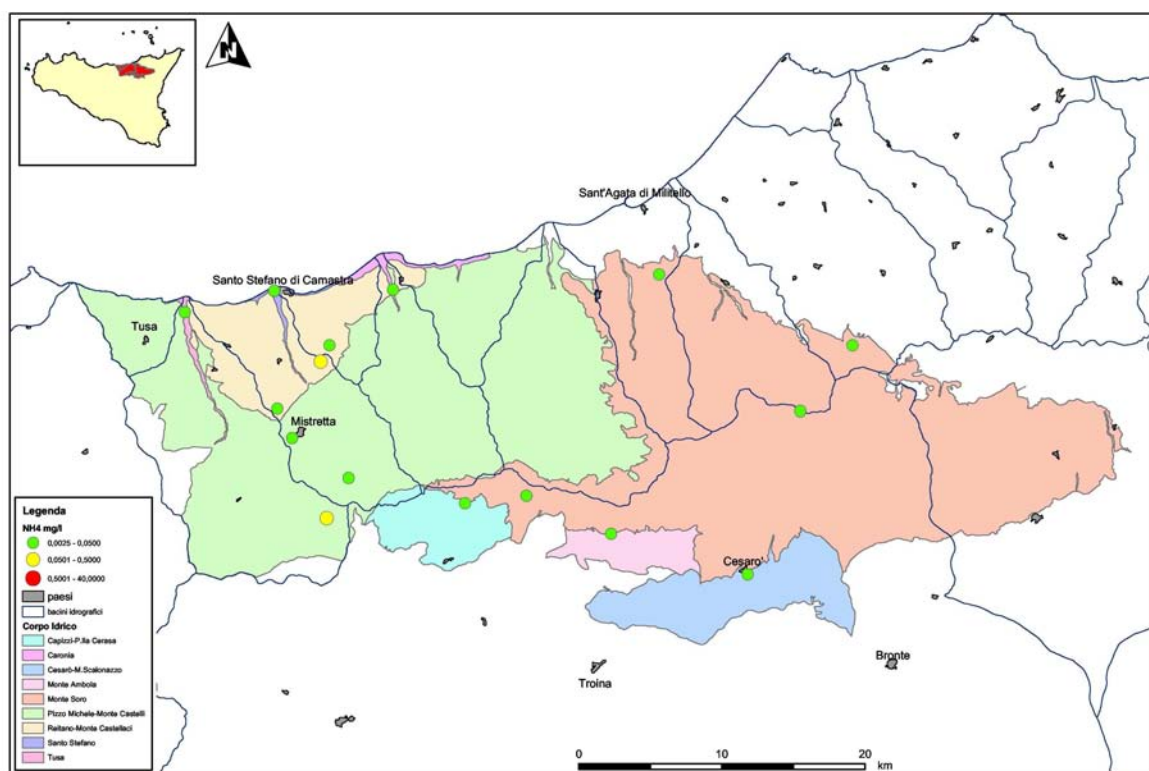 N
Sant'Agata di Militello
Santo Stefano di Camastra
Tusa
Mistretta
Cesaro'
Bronte
Troina
Legenda
NH4 mg/l
0,0025 - 0,0500
0,0501 - 0,5000
0,5001 - 40,0000
paesi
bacini idrografici
Corpo Idrico
Capizzi-P.lla Cerasa
Caronia
Cesarò-M.Scalonazzo
Monte Ambola
Monte Soro
Pizzo Michele-Monte Castelli
Reitano-Monte Castellaci
Santo Stefano
Tusa
0 10 20
km